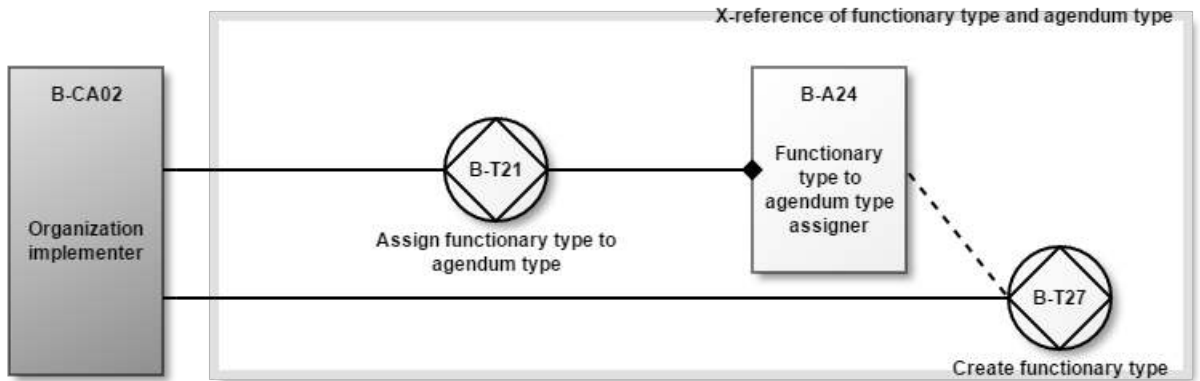 X-reference of functionary type and agendum type
B-CA02
Organization
implementer
B-T21
Assign functionary type to
agendum type
B-A24
Functionary
type to
agendum type
assigner
B-T27
Create functionary type